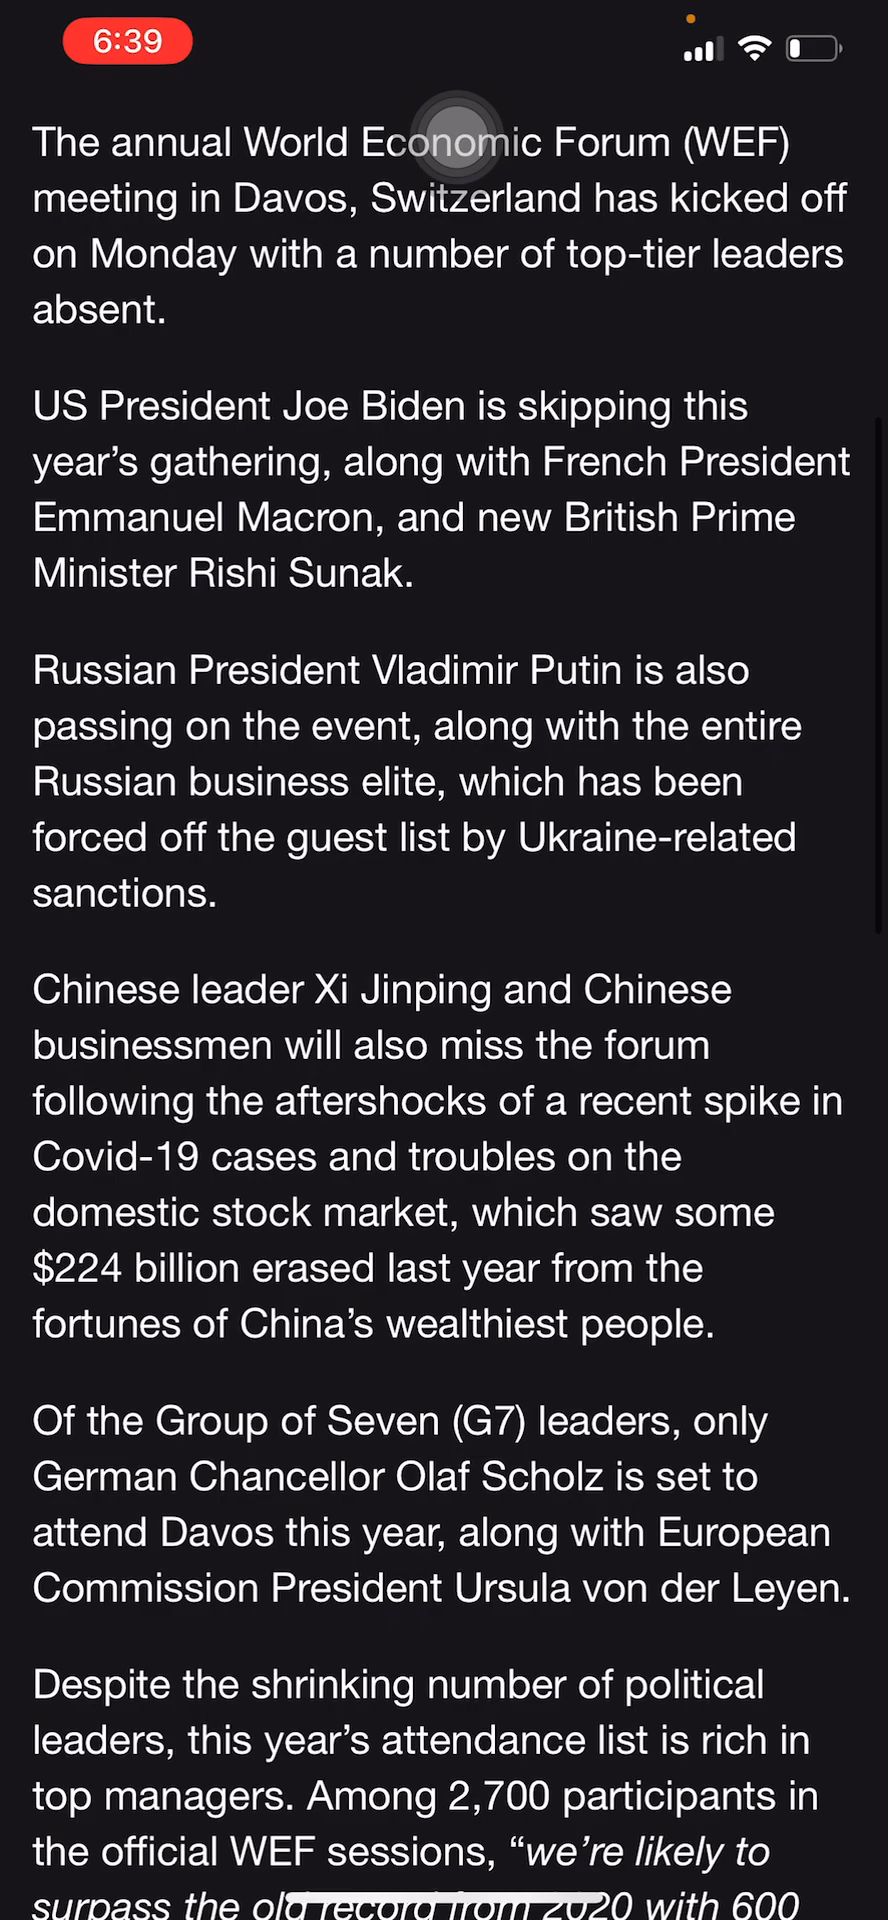 6:39
The annual World Economic Forum (WEF)
meeting in Davos, Switzerland has kicked off
on Monday with a number of top-tier leaders
absent.
US President Joe Biden is skipping this
year’s gathering, along with French President
Emmanuel Macron, and new British Prime
Minister Rishi Sunak.
Russian President Vladimir Putin is also
passing on the event, along with the entire
Russian business elite, which has been
forced off the guest list by Ukraine-related
sanctions.
Chinese leader Xi Jinping and Chinese
businessmen will also miss the forum
following the aftershocks of a recent spike in
Covid-19 cases and troubles on the
domestic stock market, which saw some
$224 billion erased last year from the
fortunes of China’s wealthiest people.
Of the Group of Seven (G7) leaders, only
German Chancellor Olaf Scholz is set to
attend Davos this year, along with European
Commission President Ursula von der Leyen.
Despite the shrinking number of political
leaders, this year’s attendance list is rich in
top managers. Among 2,700 participants in
the official WEF sessions, “we’re likely to
surpass the old record from 2020 with 600